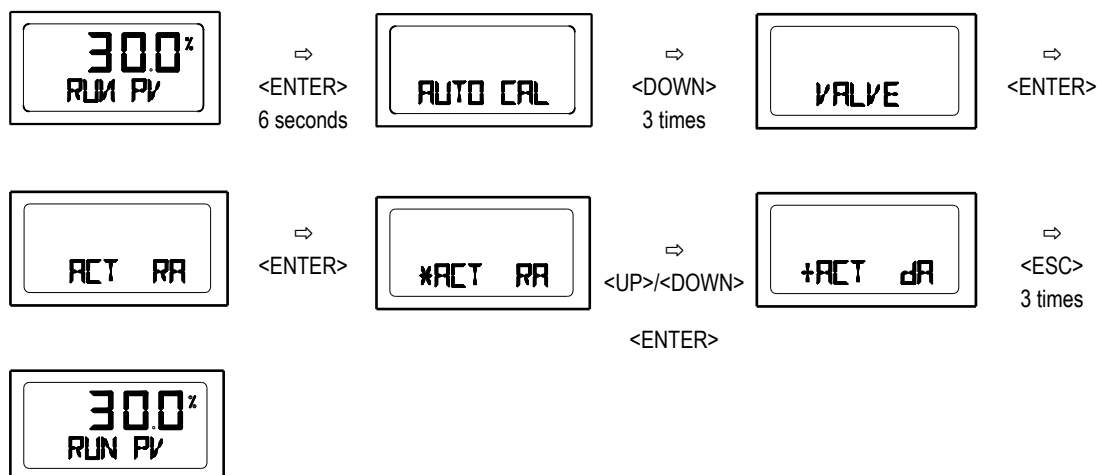 30.0%
RUN PV
⇨
<ENTER>
6 seconds
AUTO CAL
⇨
<DOWN>
3 times
VALVE
⇨
<ENTER>
ACT RA
⇨
<ENTER>
*ACT RA
⇨
<UP>/<DOWN>
<ENTER>
+ACT dA
⇨
<ESC>
3 times
30.0%
RUN PV